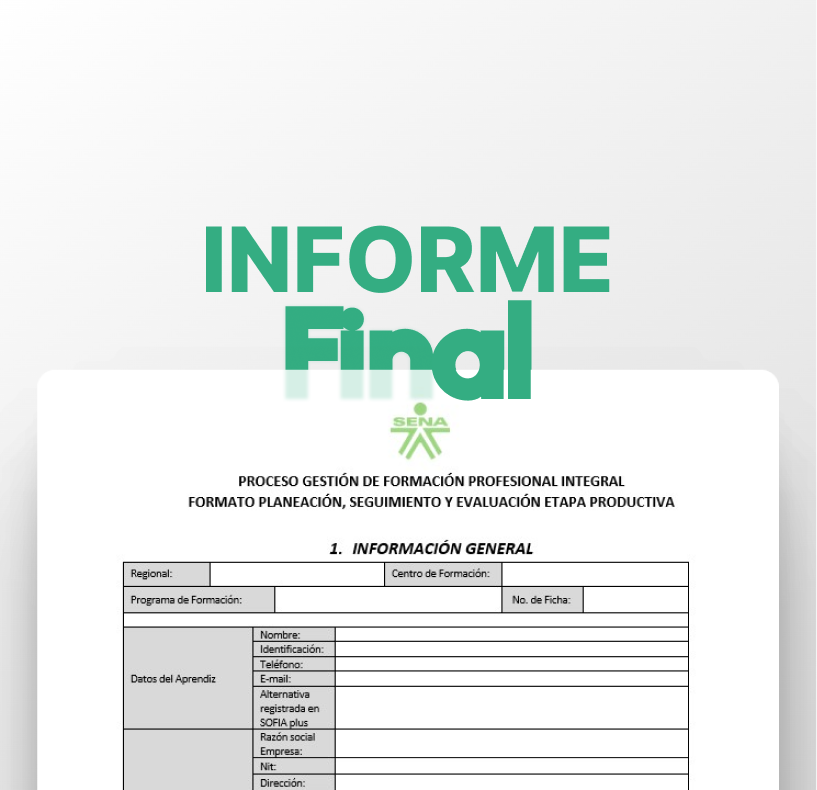 INFORME
Final
SENA
PROCESO GESTIÓN DE FORMACIÓN PROFESIONAL INTEGRAL
FORMATO PLANEACIÓN, SEGUIMIENTO Y EVALUACIÓN ETAPA PRODUCTIVA
1. INFORMACIÓN GENERAL
Regional: Centro de Formación:
Programa de Formación: No. de Ficha:
Datos del Aprendiz
Nombre:
Identificación:
Teléfono:
E-mail:
Alternativa
registrada en
SOFIA plus
Razón social
Empresa:
Nit:
Dirección: